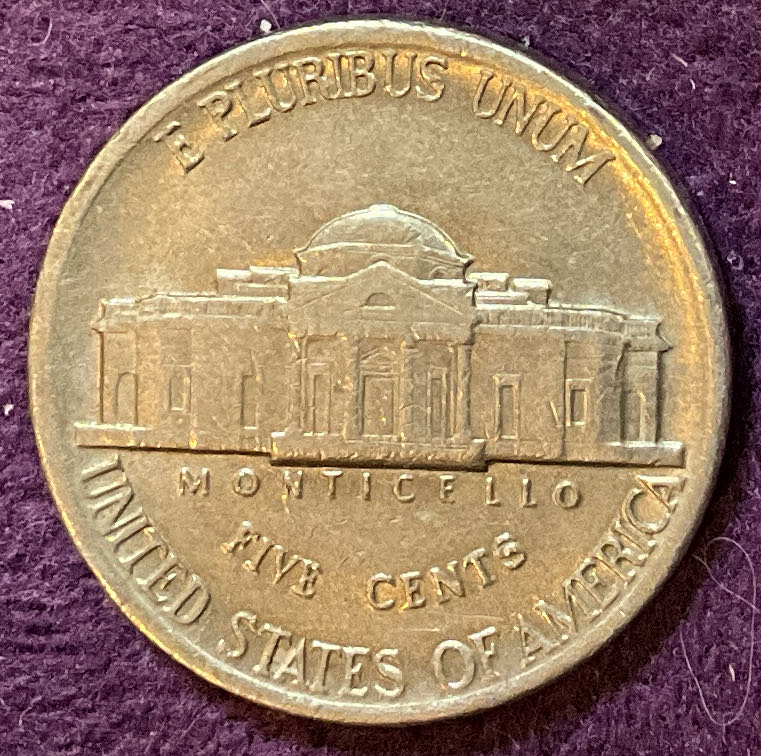 E PLURIBUS UNUM
MONTICELLO
FIVE CENTS
UNITED STATES OF AMERICA